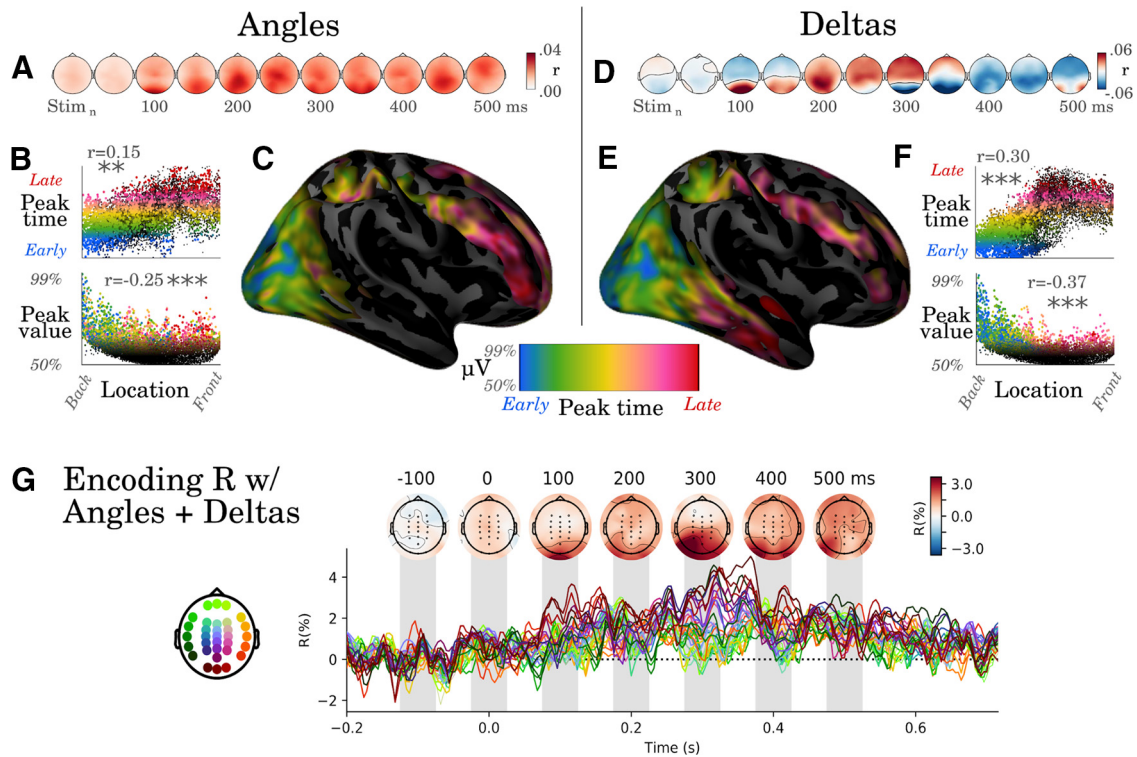 Angles
Deltas
A
.04
r
.00
Stim n 100 200 300 400 500 ms
D
.06
r
-.06
Stim n 100 200 300 400 500 ms
B
r=0.15
**
Late
Peak
time
Early
99%
r=-0.25 ***
Peak
value
50%
Back
Location
Front
C
E
99%
μV
50%
Early Peak time Late
F
r=0.30
***
Late
Peak
time
Early
99%
r=-0.37
***
Peak
value
50%
Back
Location
Front
G
Encoding R w/
Angles + Deltas
-100 0 100 200 300 400 500 ms
3.0
0.0
−3.0
R(%)
4
2
0
−2
R(%)
−0.2 0.0 0.2 0.4 0.6
Time (s)